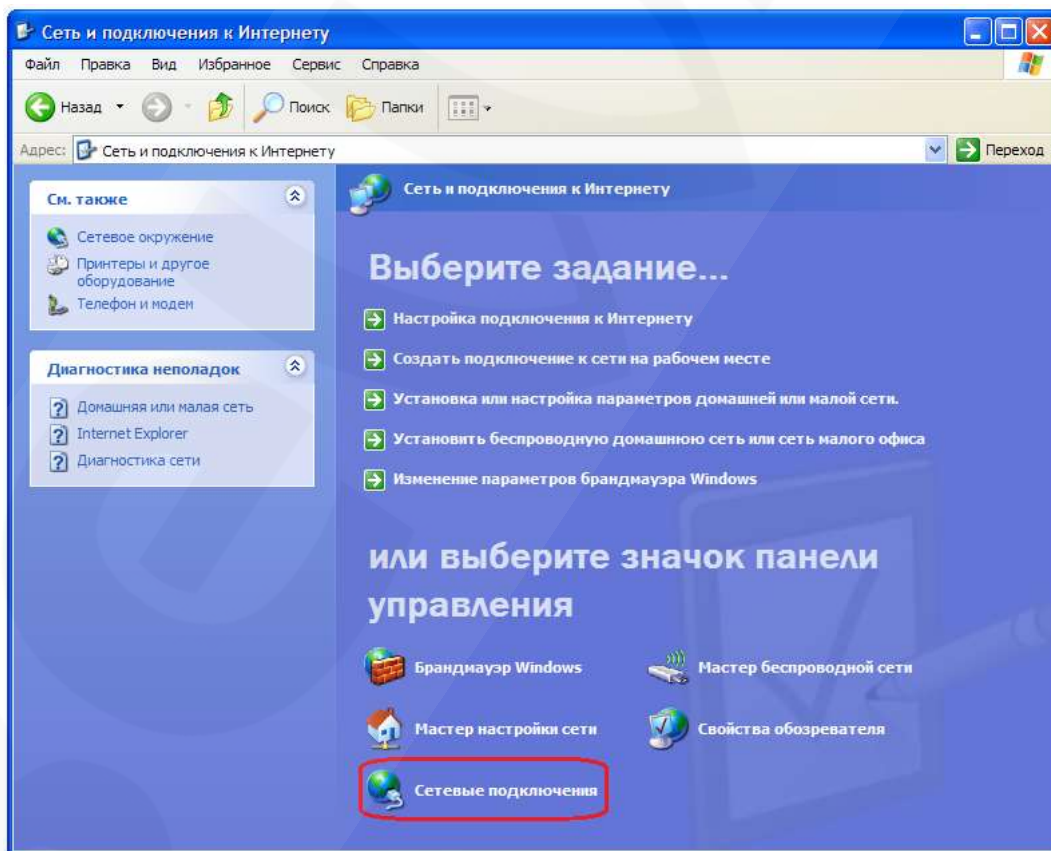 Сеть и подключения к Интернету
Файл Правка Вид Избранное Сервис Справка
Назад Поиск Папки
Адрес: Сеть и подключения к Интернету Переход
См. также
Сетевое окружение
Принтеры и другое
оборудование
Телефон и модем
Диагностика неполадок
Домашняя или малая сеть
Internet Explorer
Диагностика сети
Сеть и подключения к Интернету
Выберите задание...
Настройка подключения к Интернету
Создать подключение к сети на рабочем месте
Установка или настройка параметров домашней или малой сети.
Установить беспроводную домашнюю сеть или сеть малого офиса
Изменение параметров брандмауэра Windows
или выберите значок панели
управления
Брандмауэр Windows Мастер беспроводной сети
Мастер настройки сети Свойства обозревателя
Сетевые подключения